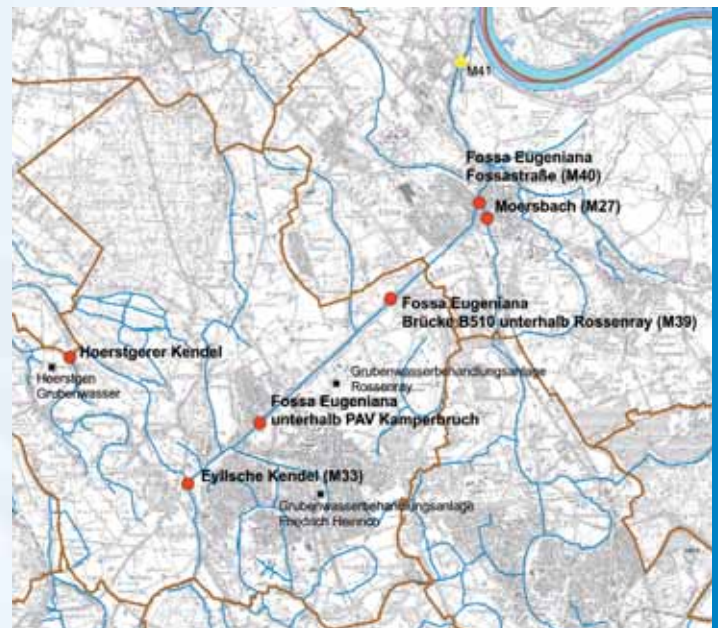 M41
Fossa Eugeniana
Fossastraße (M40)
Moersbach (M27)
Fossa Eugeniana
Brücke B510 unterhalb Rossenray (M39)
Hoerstgerer Kendel
Heerstgen
Grubenwasser
Grubenwasserbehandlungsanlage
Rossenray
Fossa Eugeniana
unterhalb PAV Kamperbruch
Eyllsche Kendel (M33)
Grubenwasserbehandlungsanlage
Friedrich Heinrich